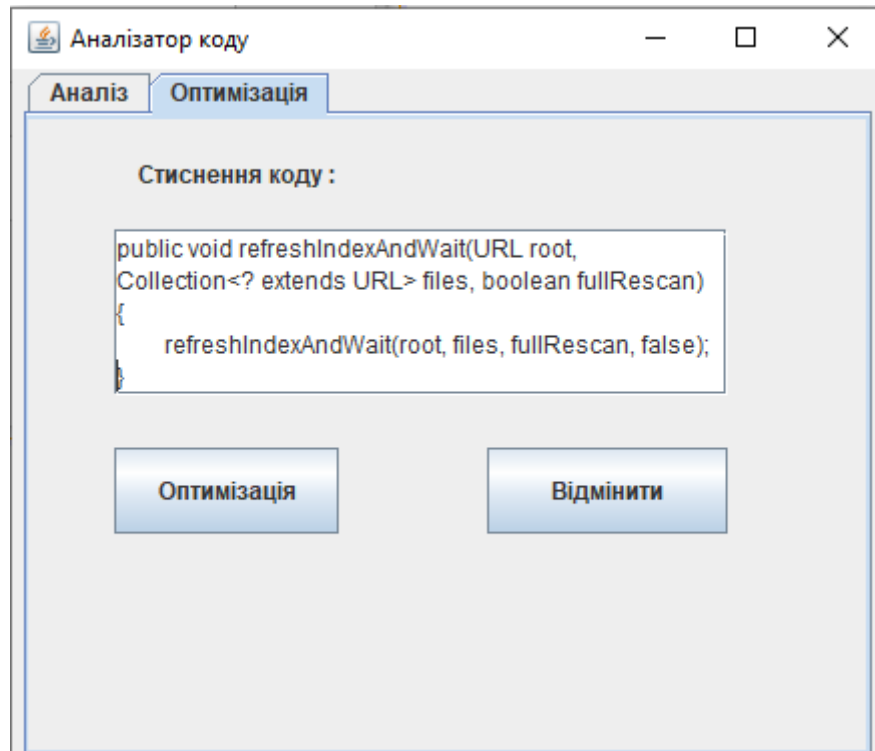 Аналізатор коду
Аналіз Оптимізація
Стиснення коду :
public void refreshIndexAndWait(URL root,
Collection<? extends URL> files, boolean fullRescan)
{
refreshIndexAndWait(root, files, fullRescan, false);
}
Оптимізація Відмінити